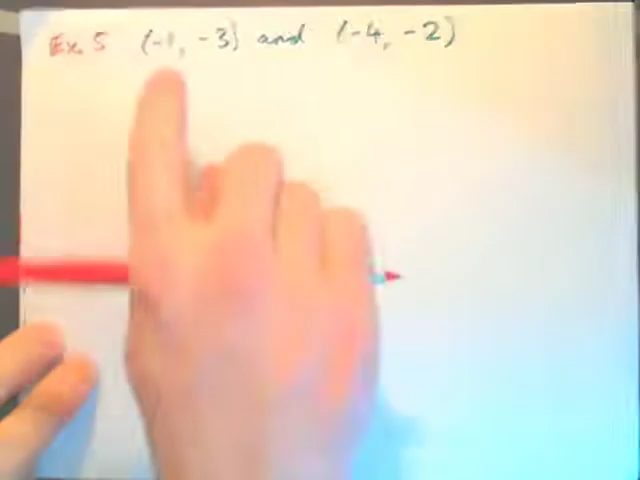 Ex. 5 (-1, -3) and (-4, -2)